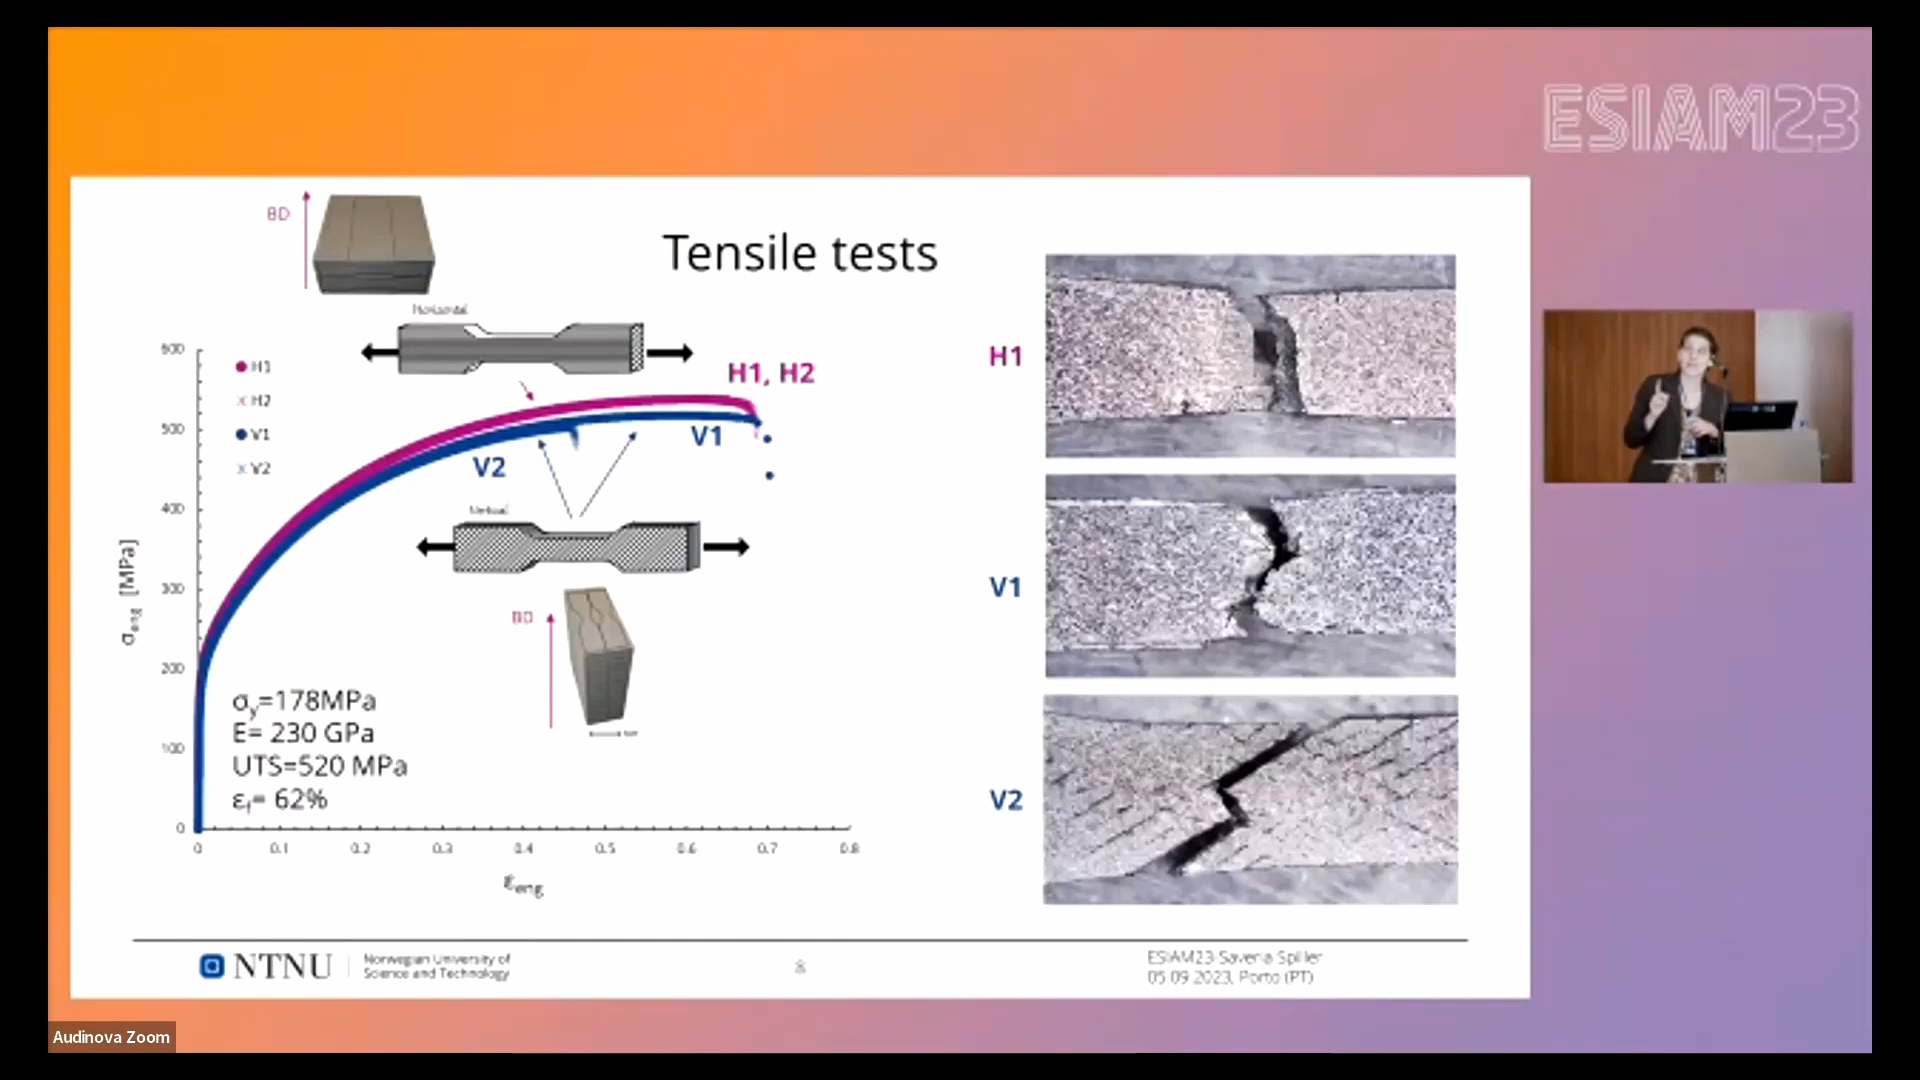 ESIAM23
BD
Tensile tests
Horizontal
H1
H2
V1
V2
H1, H2
V1
V2
Vertical
BD
600
500
400
300
200
100
0
σeng [MPa]
σy=178MPa
E= 230 GPa
UTS=520 MPa
εf= 62%
0 0.1 0.2 0.3 0.4 0.5 0.6 0.7 0.8
εeng
H1
V1
V2
NTNU
Norwegian University of
Science and Technology
8
ESIAM23-Saveria Spiller
05.09.2023, Porto (PT)
Audinova Zoom